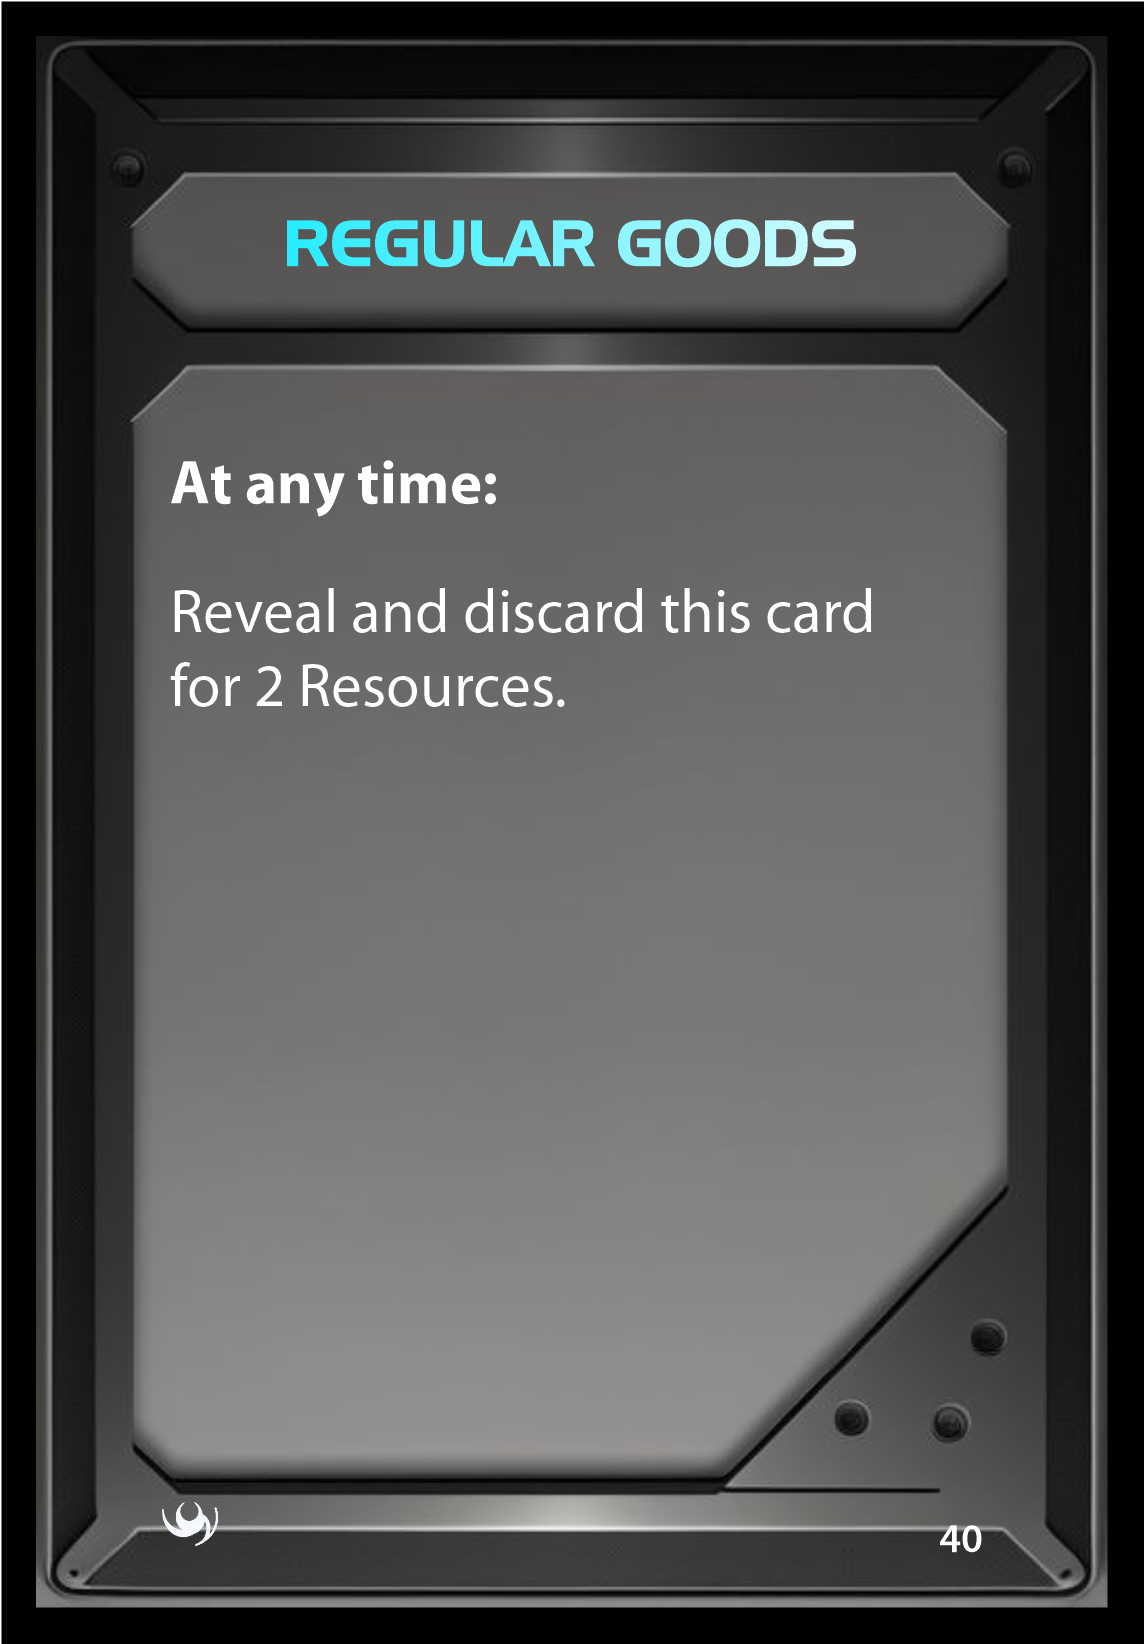 REGULAR GOODS
At any time:
Reveal and discard this card
for 2 Resources.
40